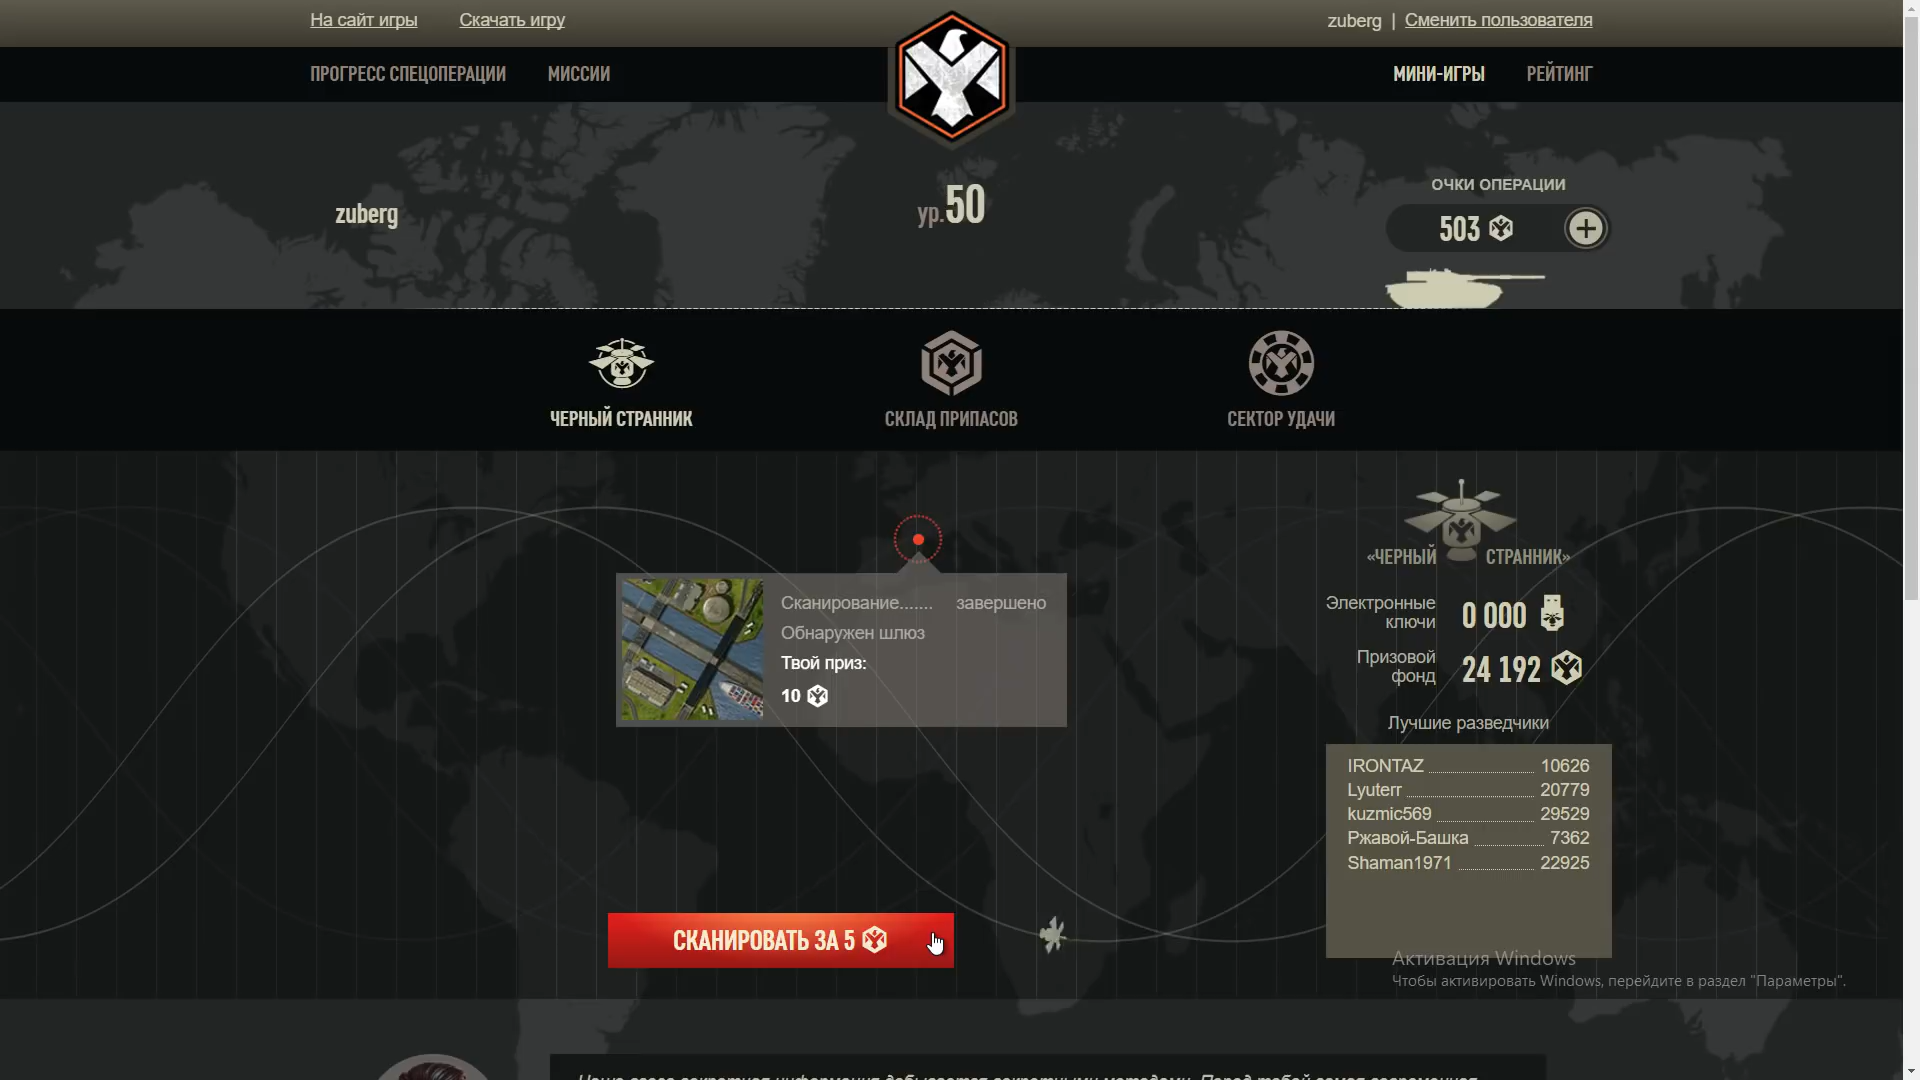 На сайт игры Скачать игру zuberg | Сменить пользователя
ПРОГРЕСС СПЕЦОПЕРАЦИИ МИССИИ МИНИ-ИГРЫ РЕЙТИНГ
zuberg ур.50
ОЧКИ ОПЕРАЦИИ
503
ЧЕРНЫЙ СТРАННИК СКЛАД ПРИПАСОВ СЕКТОР УДАЧИ
Сканирование....... завершено
Обнаружен шлюз
Твой приз:
10
СКАНИРОВАТЬ ЗА 5
«ЧЕРНЫЙ СТРАННИК»
Электронные
ключи
0 000
Призовой
фонд
24 192
Лучшие разведчики
IRONTAZ 10626
Lyuterr 20779
kuzmic569 29529
Ржавой-Башка 7362
Shaman1971 22925
Активация Windows
Чтобы активировать Windows, перейдите в раздел "Параметры".